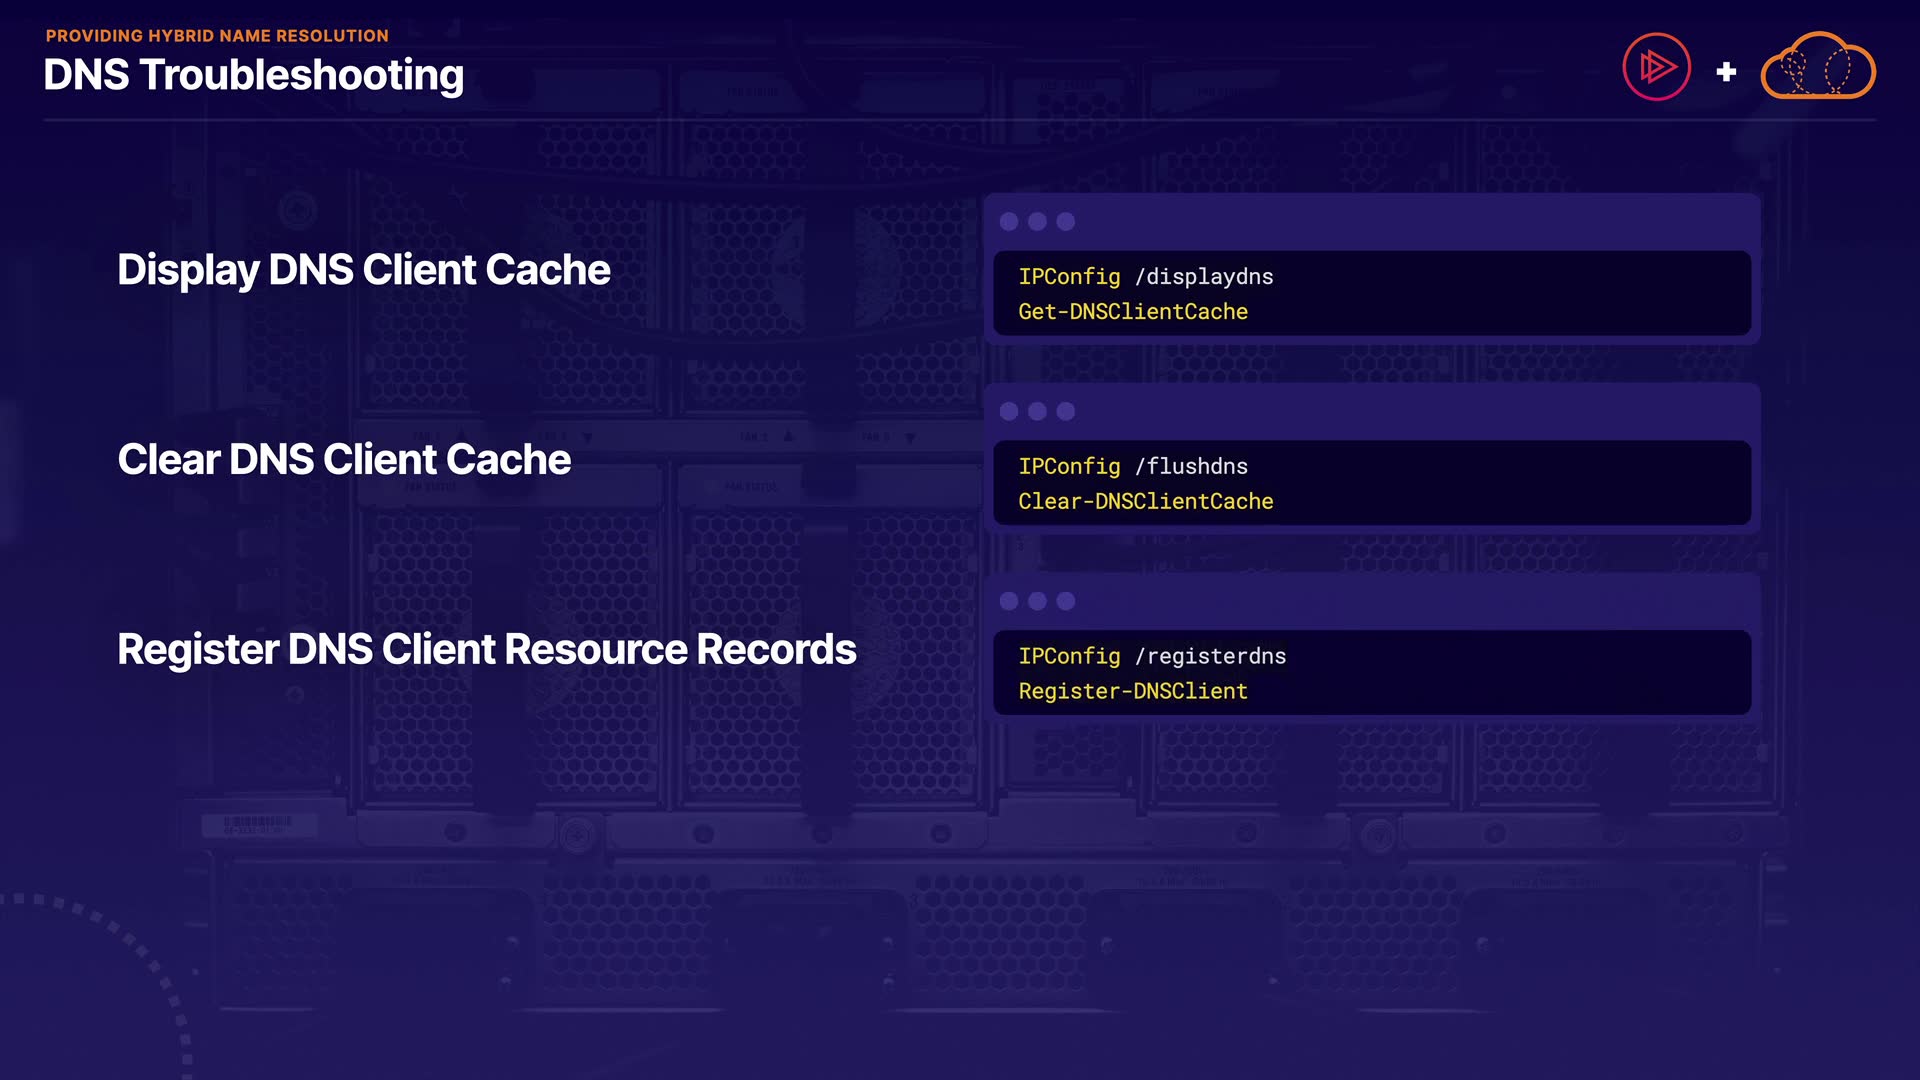 PROVIDING HYBRID NAME RESOLUTION
DNS Troubleshooting
Display DNS Client Cache
IPConfig /displaydns
Get-DNSClientCache
Clear DNS Client Cache
IPConfig /flushdns
Clear-DNSClientCache
Register DNS Client Resource Records
IPConfig /registerdns
Register-DNSClient